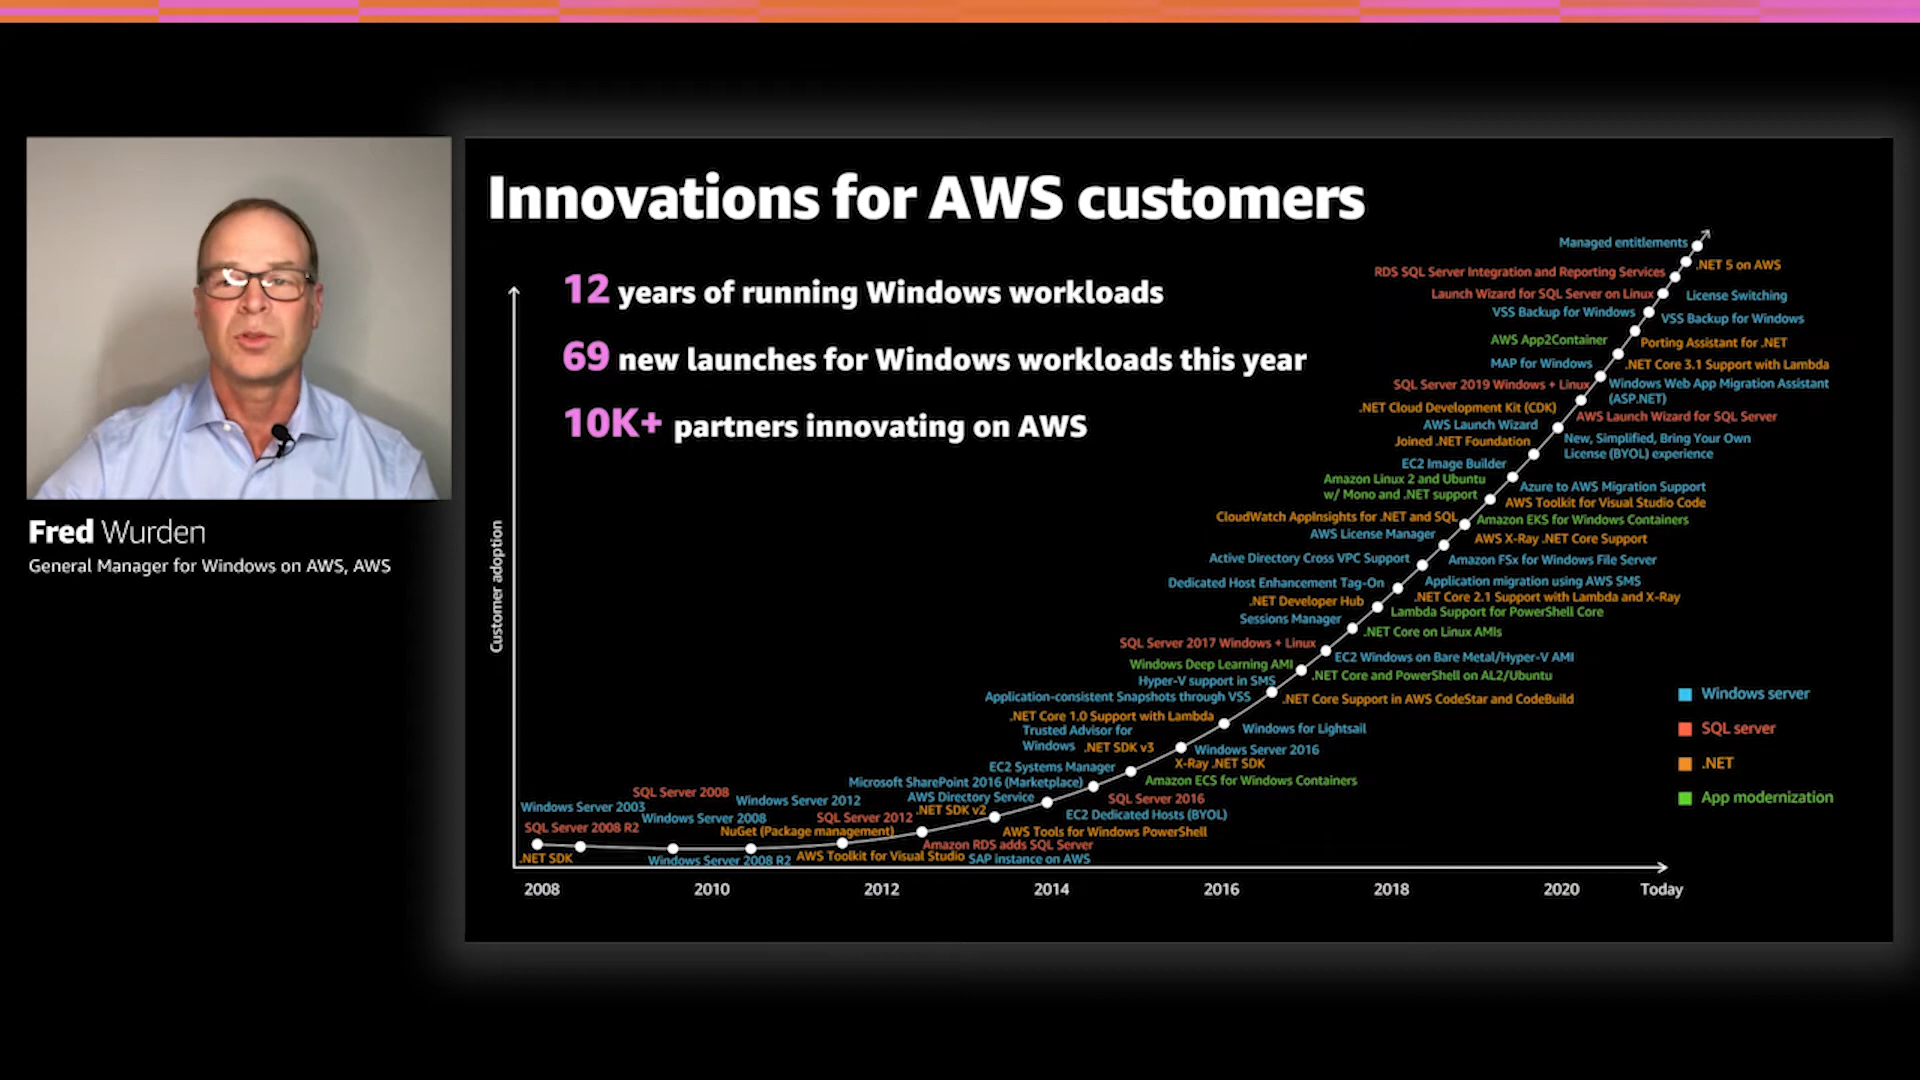 Innovations for AWS customers
12 years of running Windows workloads
69 new launches for Windows workloads this year
10K+ partners innovating on AWS
Fred Wurden
General Manager for Windows on AWS, AWS
Customer adoption
Managed entitlements
.NET 5 on AWS
RDS SQL Server Integration and Reporting Services
Launch Wizard for SQL Server on Linux
License Switching
VSS Backup for Windows
VSS Backup for Windows
AWS App2Container
Porting Assistant for .NET
MAP for Windows
.NET Core 3.1 Support with Lambda
SQL Server 2019 Windows + Linux
Windows Web App Migration Assistant
(ASP.NET)
.NET Cloud Development Kit (CDK)
AWS Launch Wizard for SQL Server
AWS Launch Wizard
Joined .NET Foundation
New, Simplified, Bring Your Own
License (BYOL) experience
EC2 Image Builder
Amazon Linux 2 and Ubuntu
w/ Mono and .NET support
Azure to AWS Migration Support
AWS Toolkit for Visual Studio Code
CloudWatch AppInsights for .NET and SQL
Amazon EKS for Windows Containers
AWS License Manager
AWS X-Ray .NET Core Support
Active Directory Cross VPC Support
Amazon FSx for Windows File Server
Dedicated Host Enhancement Tag-On
Application migration using AWS SMS
.NET Developer Hub
.NET Core 2.1 Support with Lambda and X-Ray
Sessions Manager
Lambda Support for PowerShell Core
.NET Core on Linux AMIs
SQL Server 2017 Windows + Linux
EC2 Windows on Bare Metal/Hyper-V AMI
Windows Deep Learning AMI
.NET Core and PowerShell on AL2/Ubuntu
Hyper-V support in SMS
Application-consistent Snapshots through VSS
.NET Core Support in AWS CodeStar and CodeBuild
.NET Core 1.0 Support with Lambda
Trusted Advisor for
Windows
.NET SDK v3
Windows for Lightsail
Windows Server 2016
X-Ray .NET SDK
EC2 Systems Manager
Amazon ECS for Windows Containers
Microsoft SharePoint 2016 (Marketplace)
AWS Directory Service
SQL Server 2016
.NET SDK v2
EC2 Dedicated Hosts (BYOL)
SQL Server 2008
Windows Server 2012
Windows Server 2003
Windows Server 2008
SQL Server 2012
SQL Server 2008 R2
NuGet (Package management)
AWS Tools for Windows PowerShell
Amazon RDS adds SQL Server
.NET SDK
Windows Server 2008 R2
AWS Toolkit for Visual Studio
SAP instance on AWS
Windows server
SQL server
.NET
App modernization
2008
2010
2012
2014
2016
2018
2020
Today